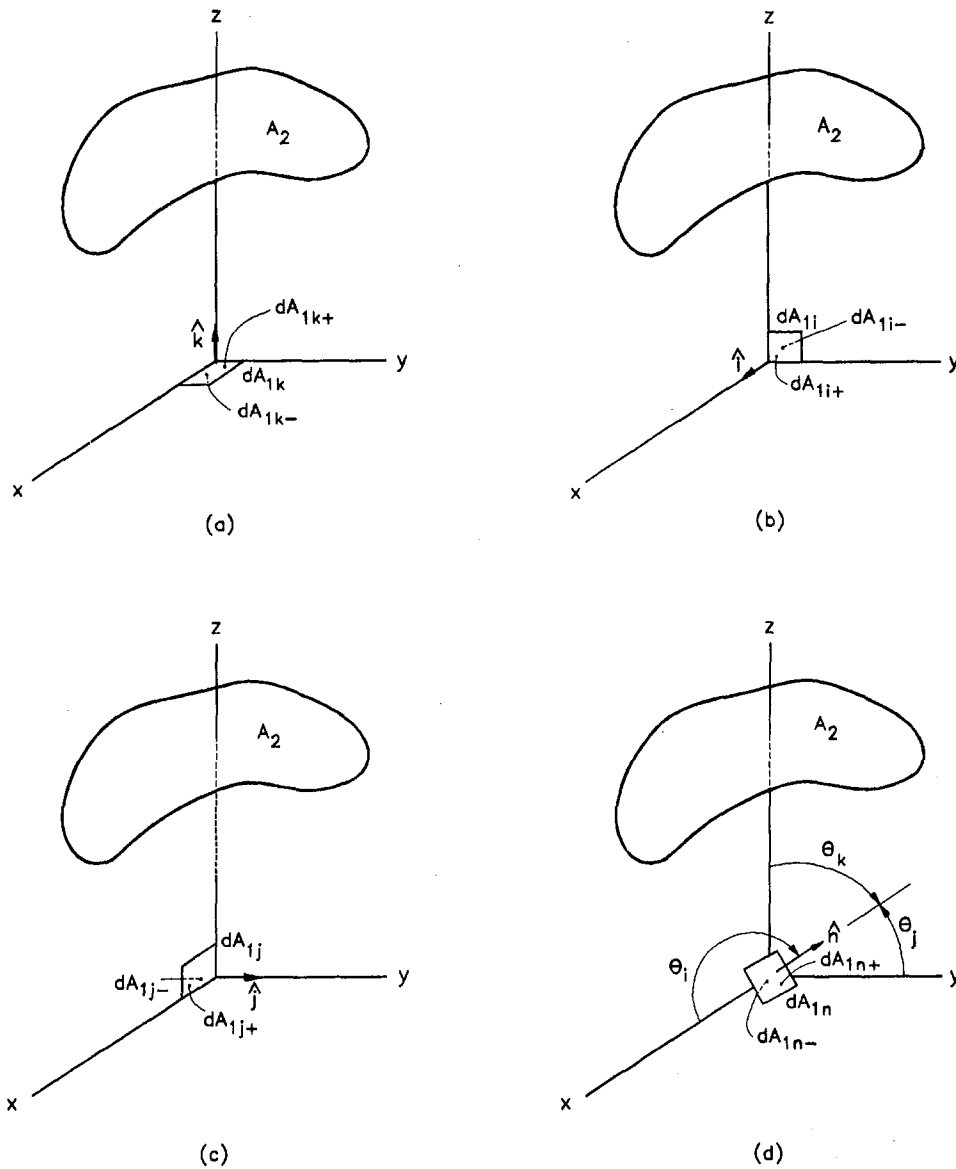 z
A₂
dA₁ₖ₊
k̂
y
dA₁ₖ
dA₁ₖ₋
x
(a)
z
A₂
dA₁ᵢ
dA₁ᵢ₋
î
y
dA₁ᵢ₊
x
(b)
z
A₂
dA₁ⱼ
dA₁ⱼ₋
ĵ
y
dA₁ⱼ₊
x
(c)
z
A₂
θₖ
n̂
θⱼ
θᵢ
dA₁ₙ₊
y
dA₁ₙ
dA₁ₙ₋
x
(d)